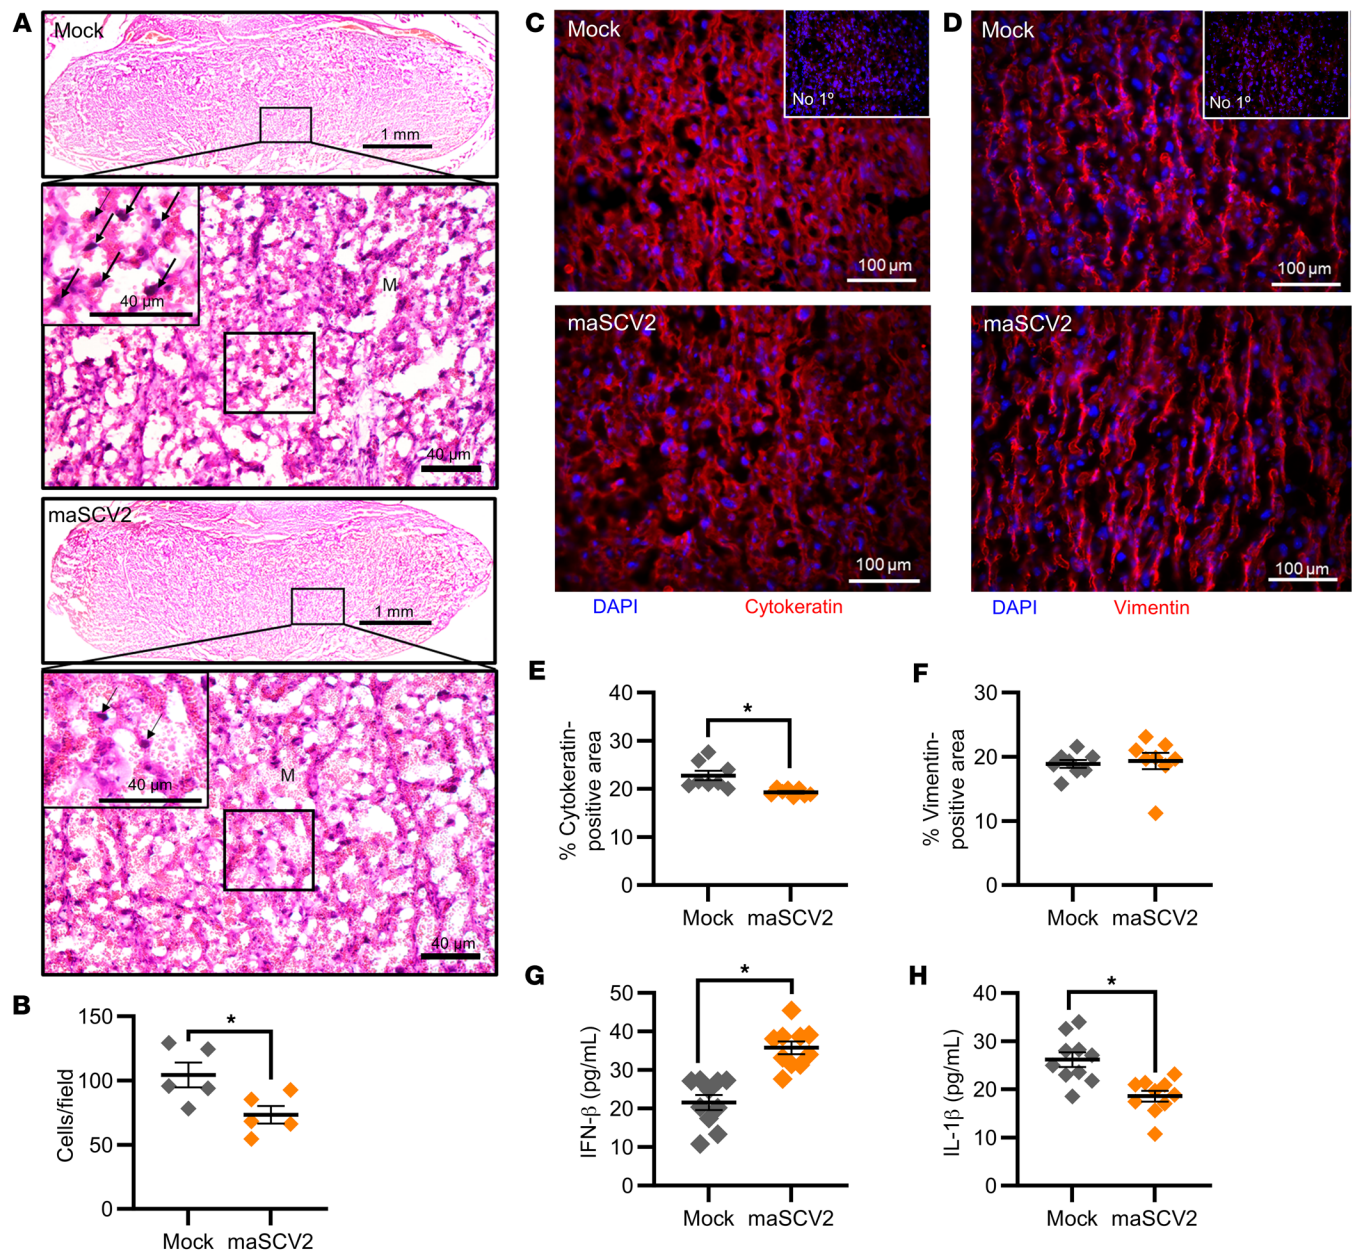 A
Mock
1 mm
40 µm
M
40 µm
maSCV2
1 mm
40 µm
M
40 µm
B
150
100
50
0
Cells/field
*
Mock
maSCV2
C
Mock
No 1º
100 µm
maSCV2
100 µm
DAPI
Cytokeratin
D
Mock
No 1º
100 µm
maSCV2
100 µm
DAPI
Vimentin
E
40
30
20
10
0
% Cytokeratin-
positive area
*
Mock
maSCV2
F
30
20
10
0
% Vimentin-
positive area
Mock
maSCV2
G
50
40
30
20
10
0
IFN-β (pg/mL)
*
Mock
maSCV2
H
40
30
20
10
0
IL-1β (pg/mL)
*
Mock
maSCV2